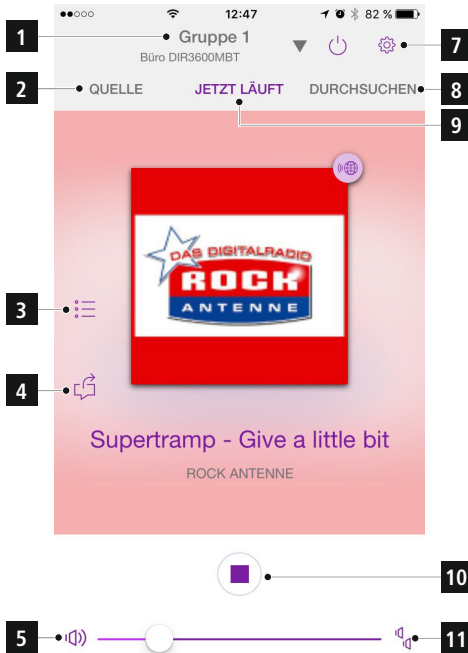 12:47 82 %
1 Gruppe 1 7
Büro DIR3600MBT
2 QUELLE JETZT LÄUFT DURCHSUCHEN 8
9
DAS DIGITALRADIO
ROCK
ANTENNE
3
4
Supertramp - Give a little bit
ROCK ANTENNE
10
5 11